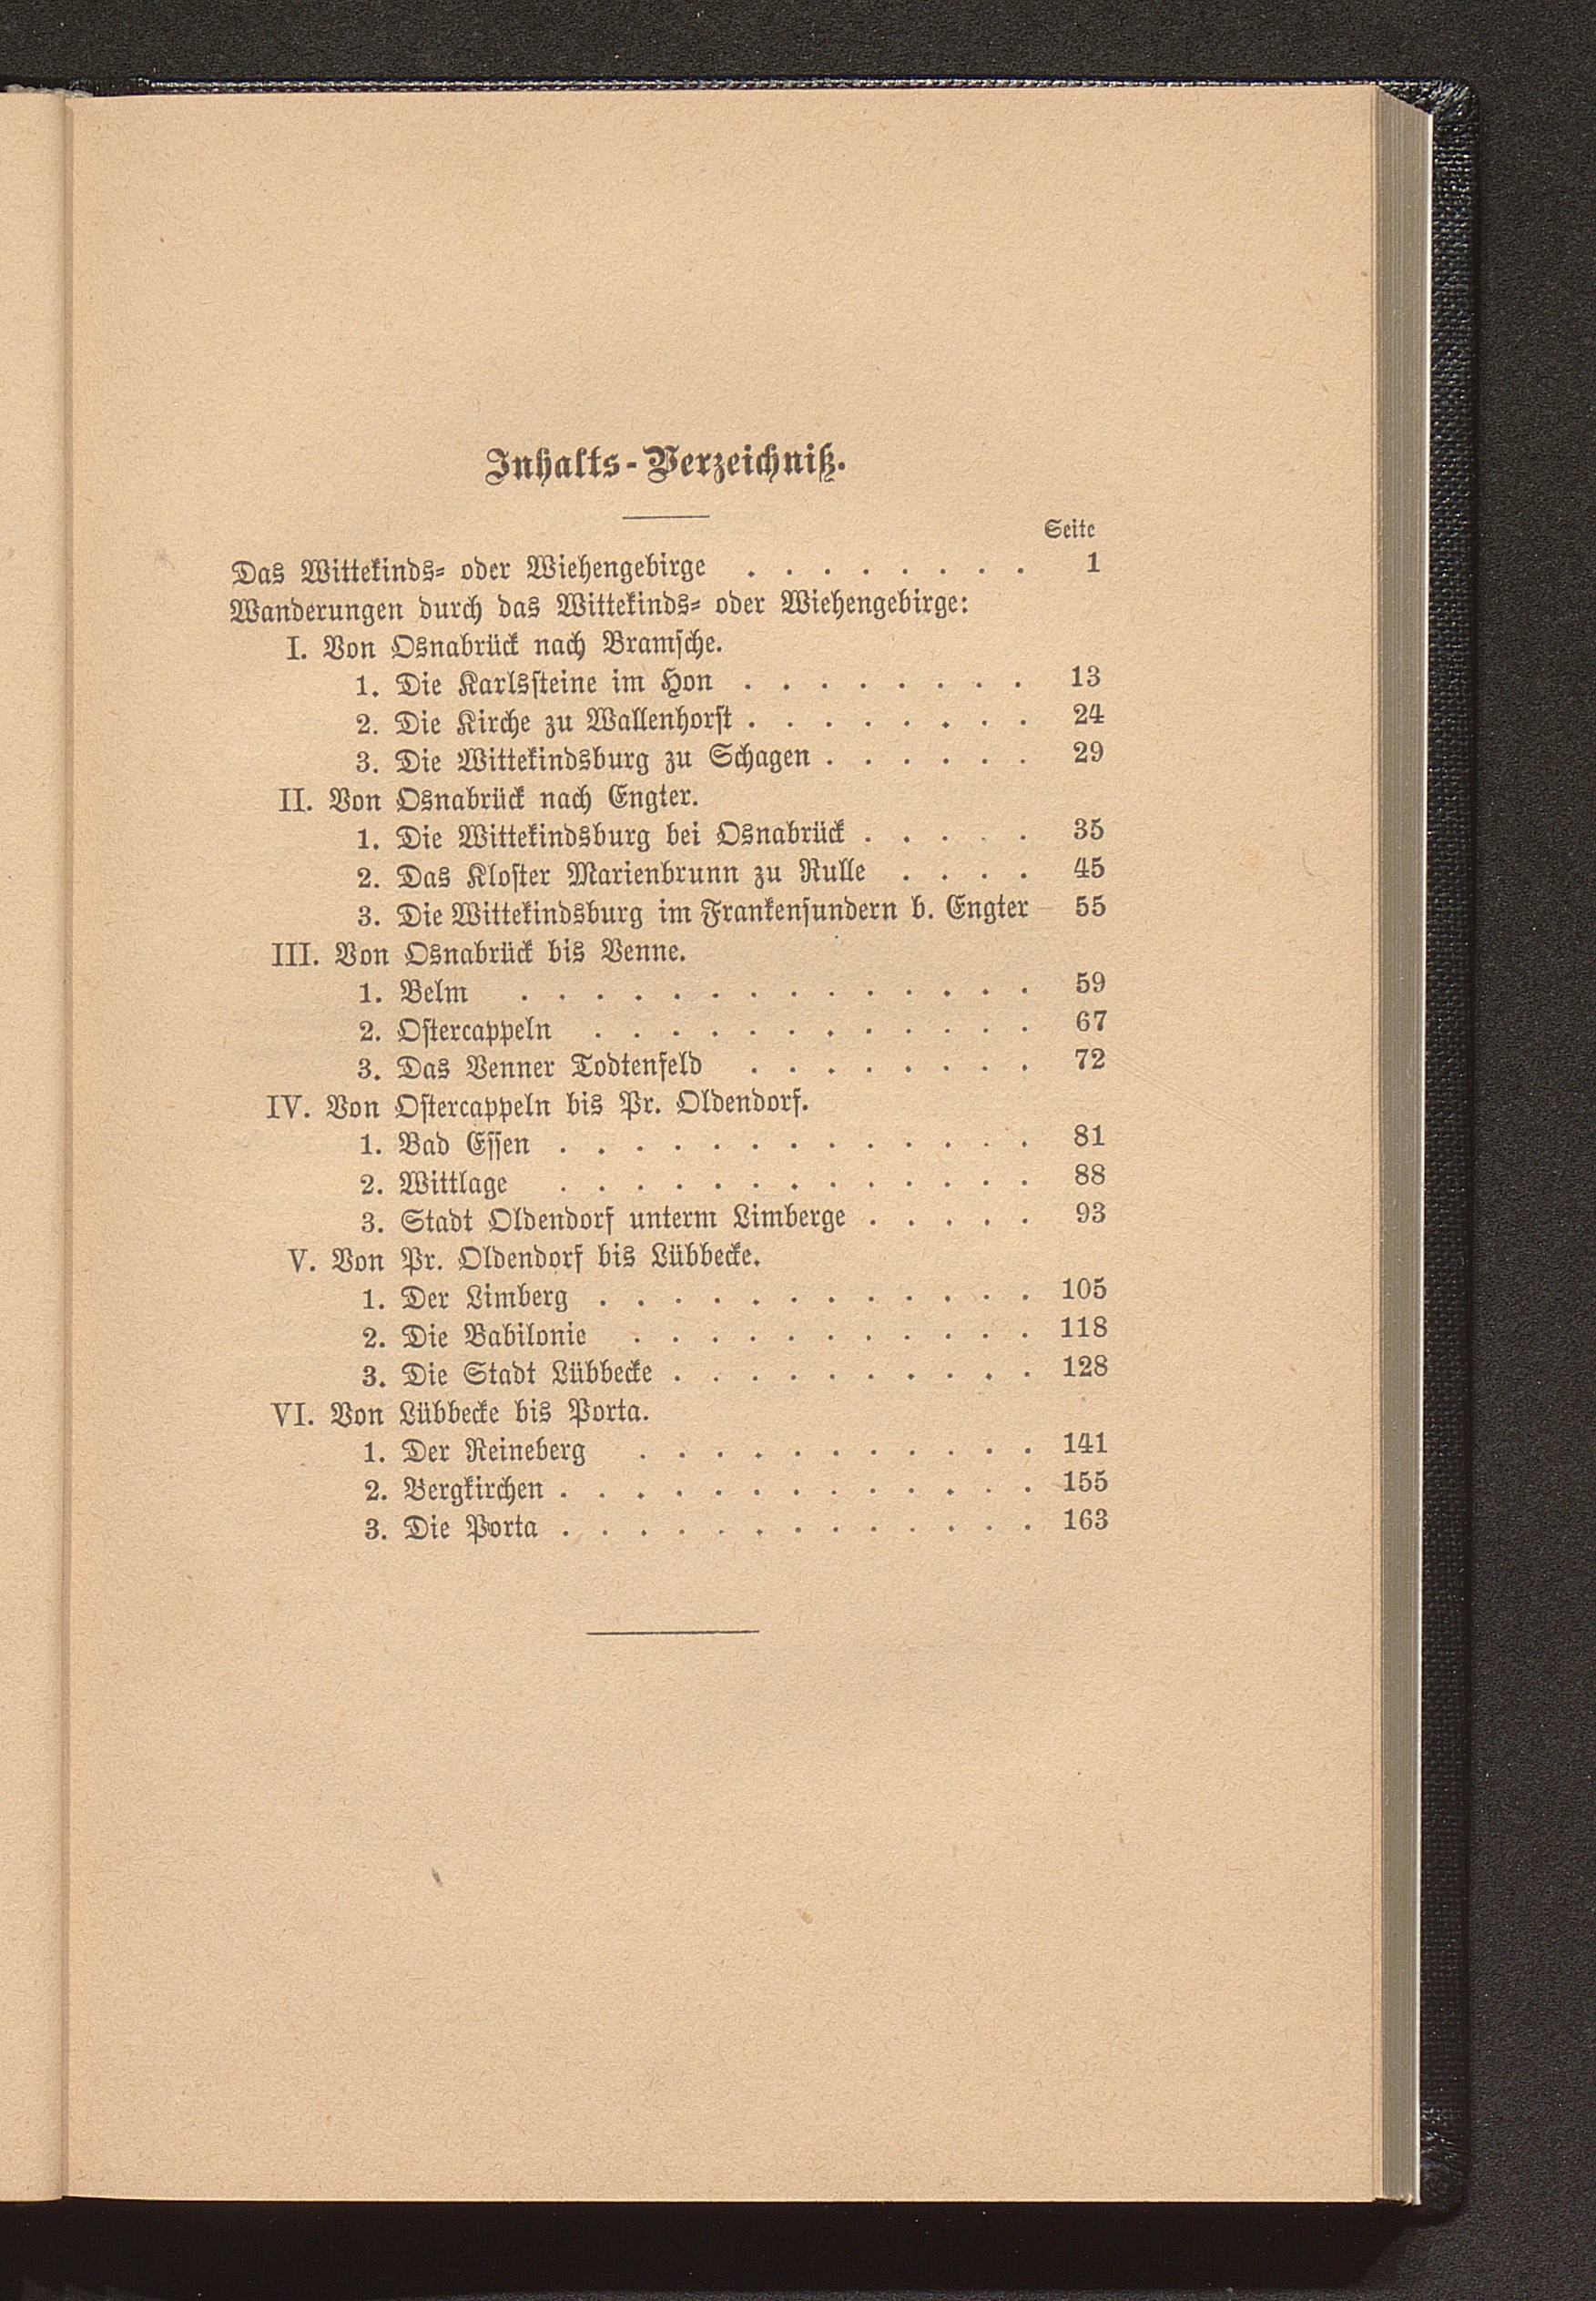 Inhalts-Verzeichniß.
Seite
Das Wittekinds- oder Wiehengebirge . . . . . . . . 1
Wanderungen durch das Wittekinds- oder Wiehengebirge:
I. Von Osnabrück nach Bramsche.
1. Die Karlssteine im Hon . . . . . . . . 13
2. Die Kirche zu Wallenhorst . . . . . . . . 24
3. Die Wittekindsburg zu Schagen . . . . . . 29
II. Von Osnabrück nach Engter.
1. Die Wittekindsburg bei Osnabrück . . . . . 35
2. Das Kloster Marienbrunn zu Rulle . . . . 45
3. Die Wittekindsburg im Frankensundern b. Engter 55
III. Von Osnabrück bis Venne.
1. Belm . . . . . . . . . . . . . . 59
2. Ostercappeln . . . . . . . . . . . . 67
3. Das Venner Todtenfeld . . . . . . . . 72
IV. Von Ostercappeln bis Pr. Oldendorf.
1. Bad Essen . . . . . . . . . . . . . 81
2. Wittlage . . . . . . . . . . . . . 88
3. Stadt Oldendorf unterm Limberge . . . . . 93
V. Von Pr. Oldendorf bis Lübbecke.
1. Der Limberg . . . . . . . . . . . . 105
2. Die Babilonie . . . . . . . . . . . 118
3. Die Stadt Lübbecke . . . . . . . . . . 128
VI. Von Lübbecke bis Porta.
1. Der Reineberg . . . . . . . . . . . 141
2. Bergkirchen . . . . . . . . . . . . . 155
3. Die Porta . . . . . . . . . . . . . 163